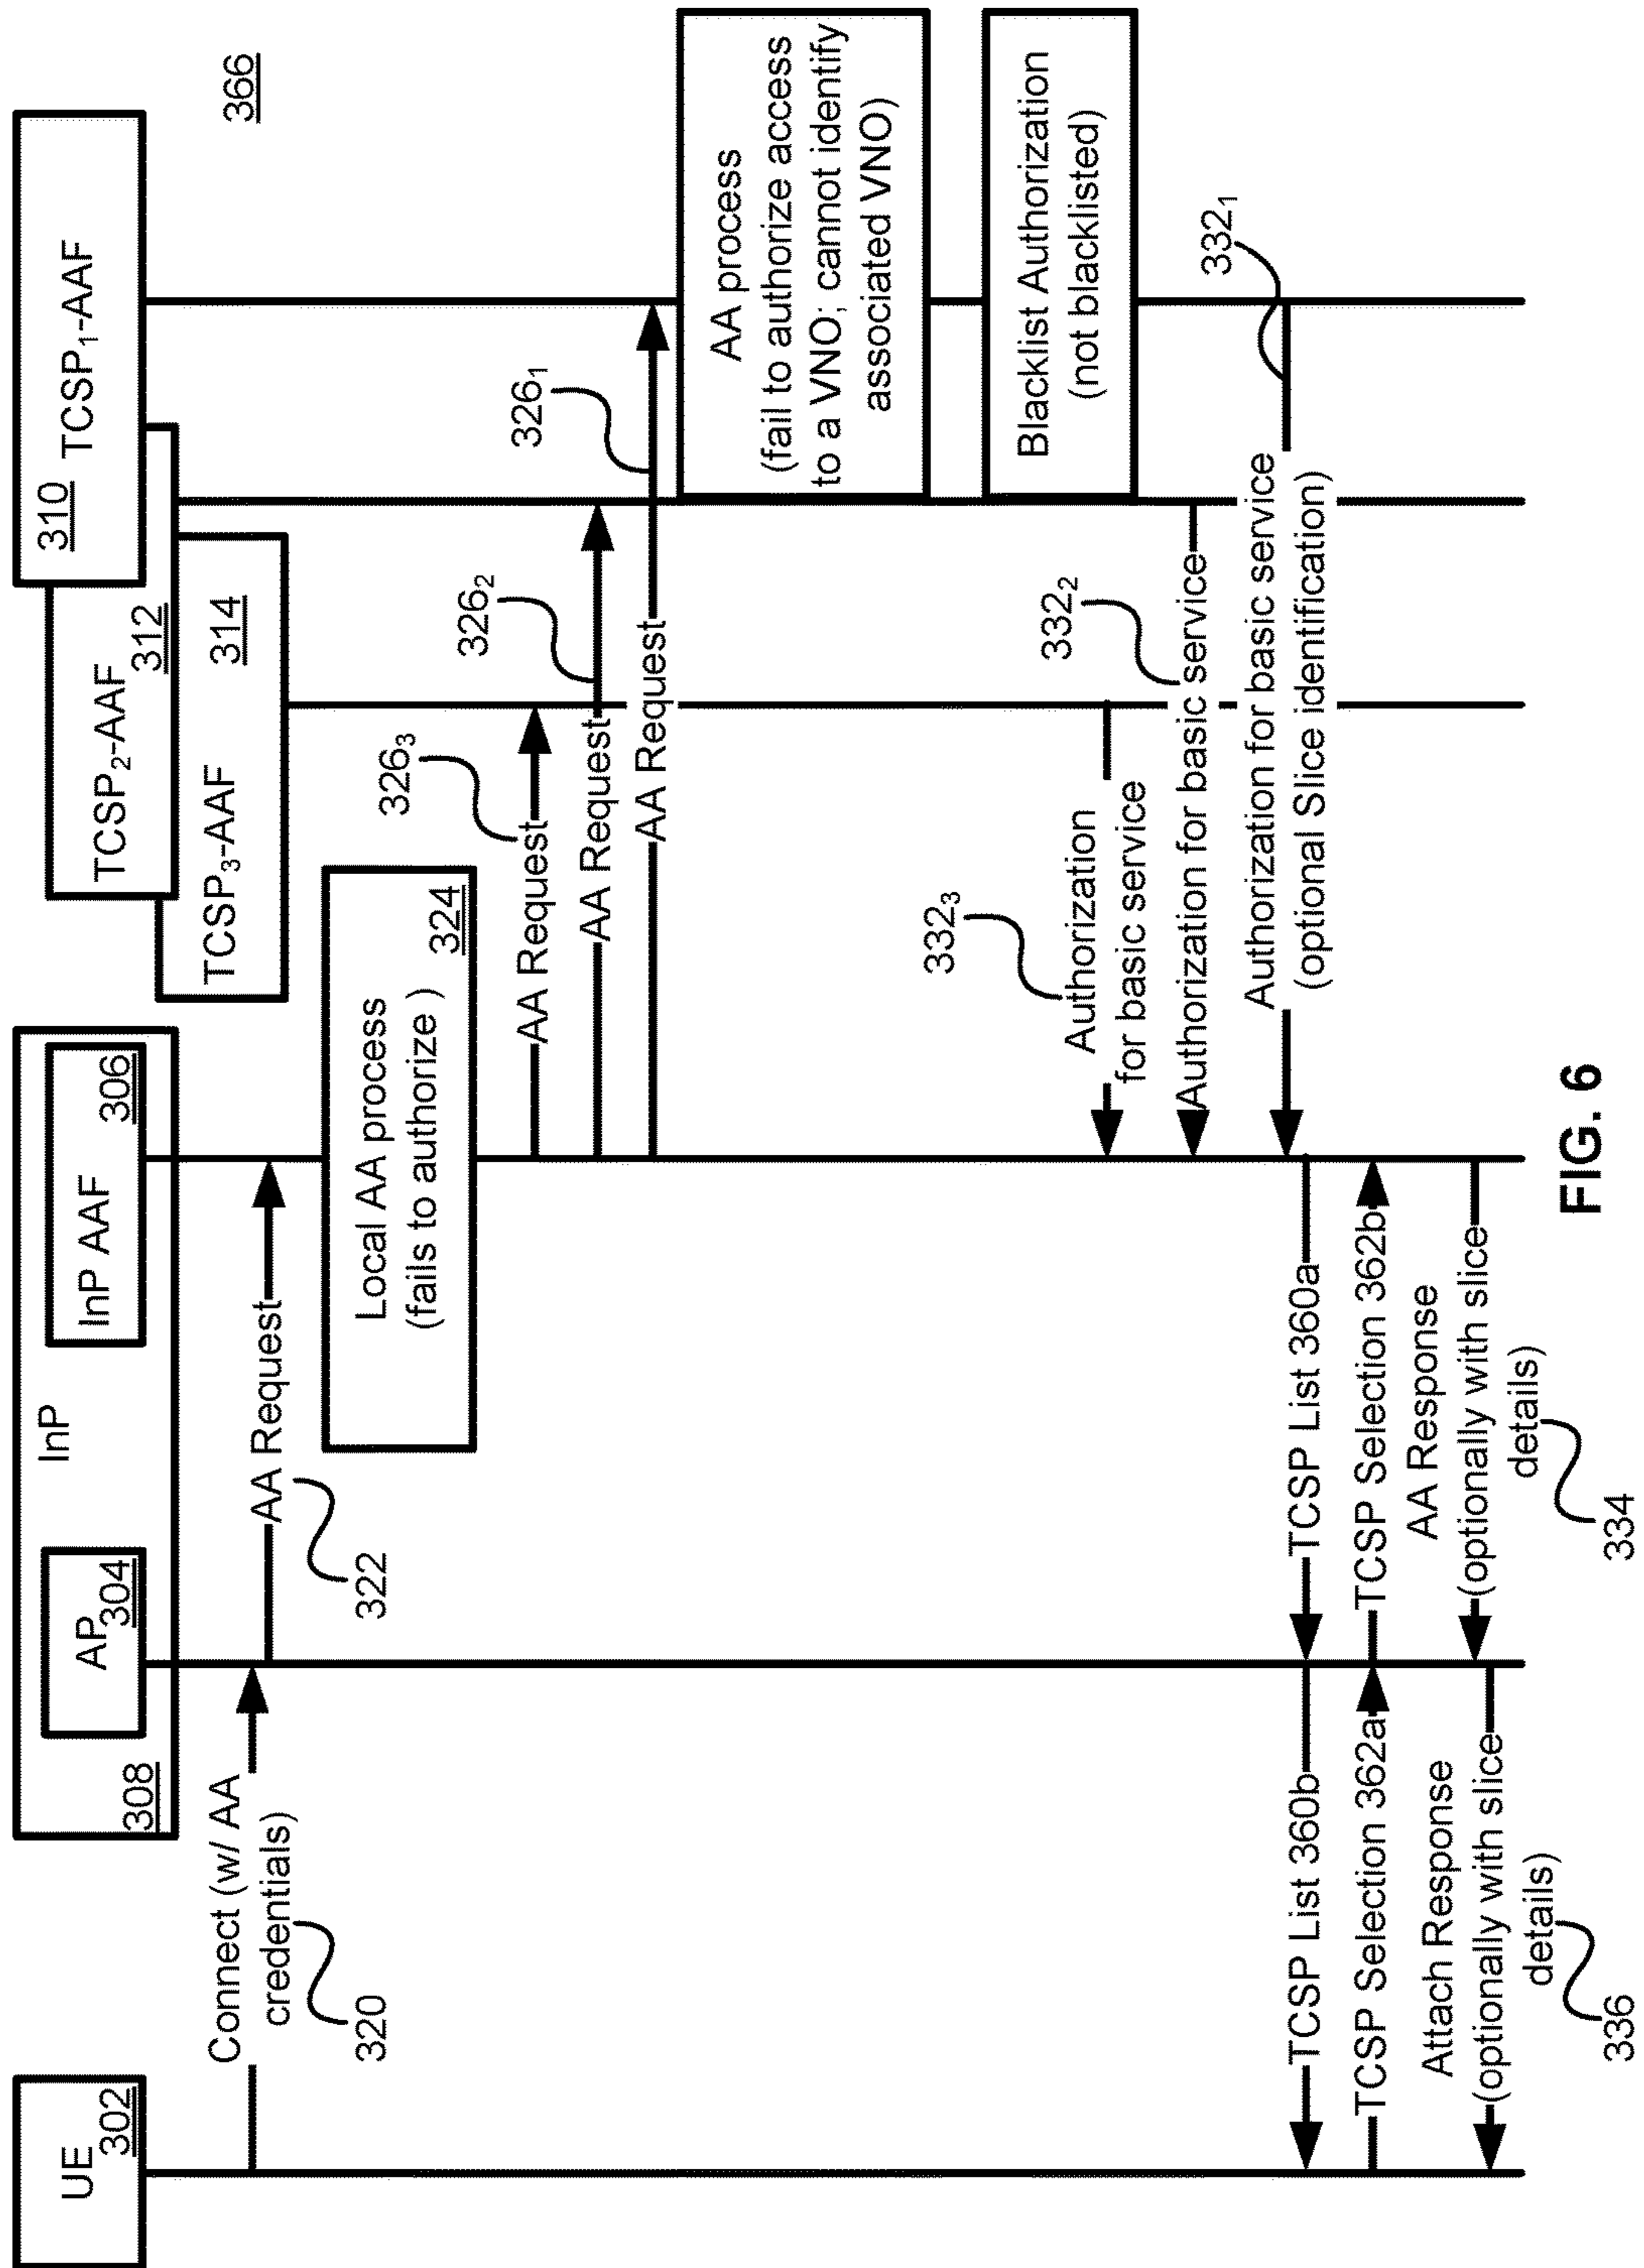 UE
302
InP
308
AP
304
InP AAF
306
TCSP3-AAF
314
TCSP2-AAF
312
310
TCSP1-AAF
366
Connect (w/ AA
credentials)
320
AA Request
322
Local AA process
324
(fails to authorize )
AA Request
326₃
AA Request
326₂
AA Request
326₁
AA process
(fail to authorize access
to a VNO; cannot identify
associated VNO)
Blacklist Authorization
(not blacklisted)
Authorization
for basic service
332₃
Authorization for basic service
332₂
Authorization for basic service
(optional Slice identification)
332₁
TCSP List 360b
TCSP List 360a
TCSP Selection 362a
TCSP Selection 362b
AA Response
(optionally with slice
details)
334
Attach Response
(optionally with slice
details)
336
FIG. 6